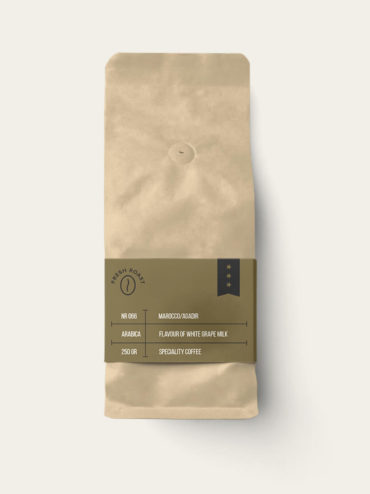 FRESH ROAST
NR 066 MAROCCO/AGADIR
ARABICA FLAVOUR OF WHITE GRAPE MILK
250 GR SPECIALITY COFFEE